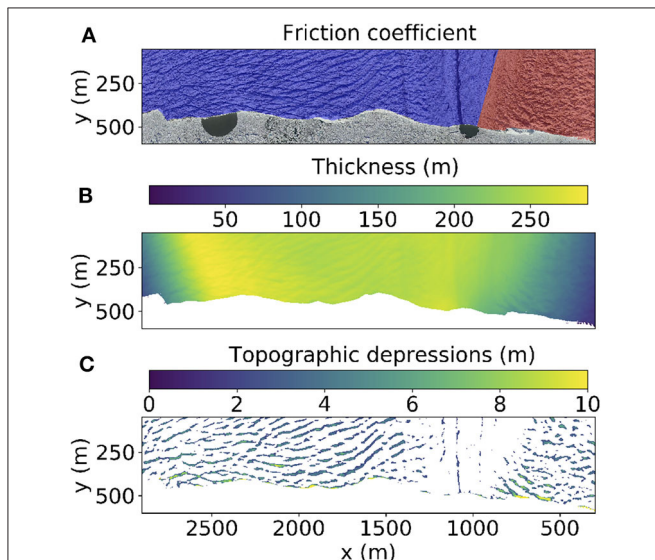 A
Friction coefficient
y (m)
250
500
Thickness (m)
B
50 100 150 200 250
y (m)
250
500
Topographic depressions (m)
C
0 2 4 6 8 10
y (m)
250
500
2500 2000 1500 1000 500
x (m)